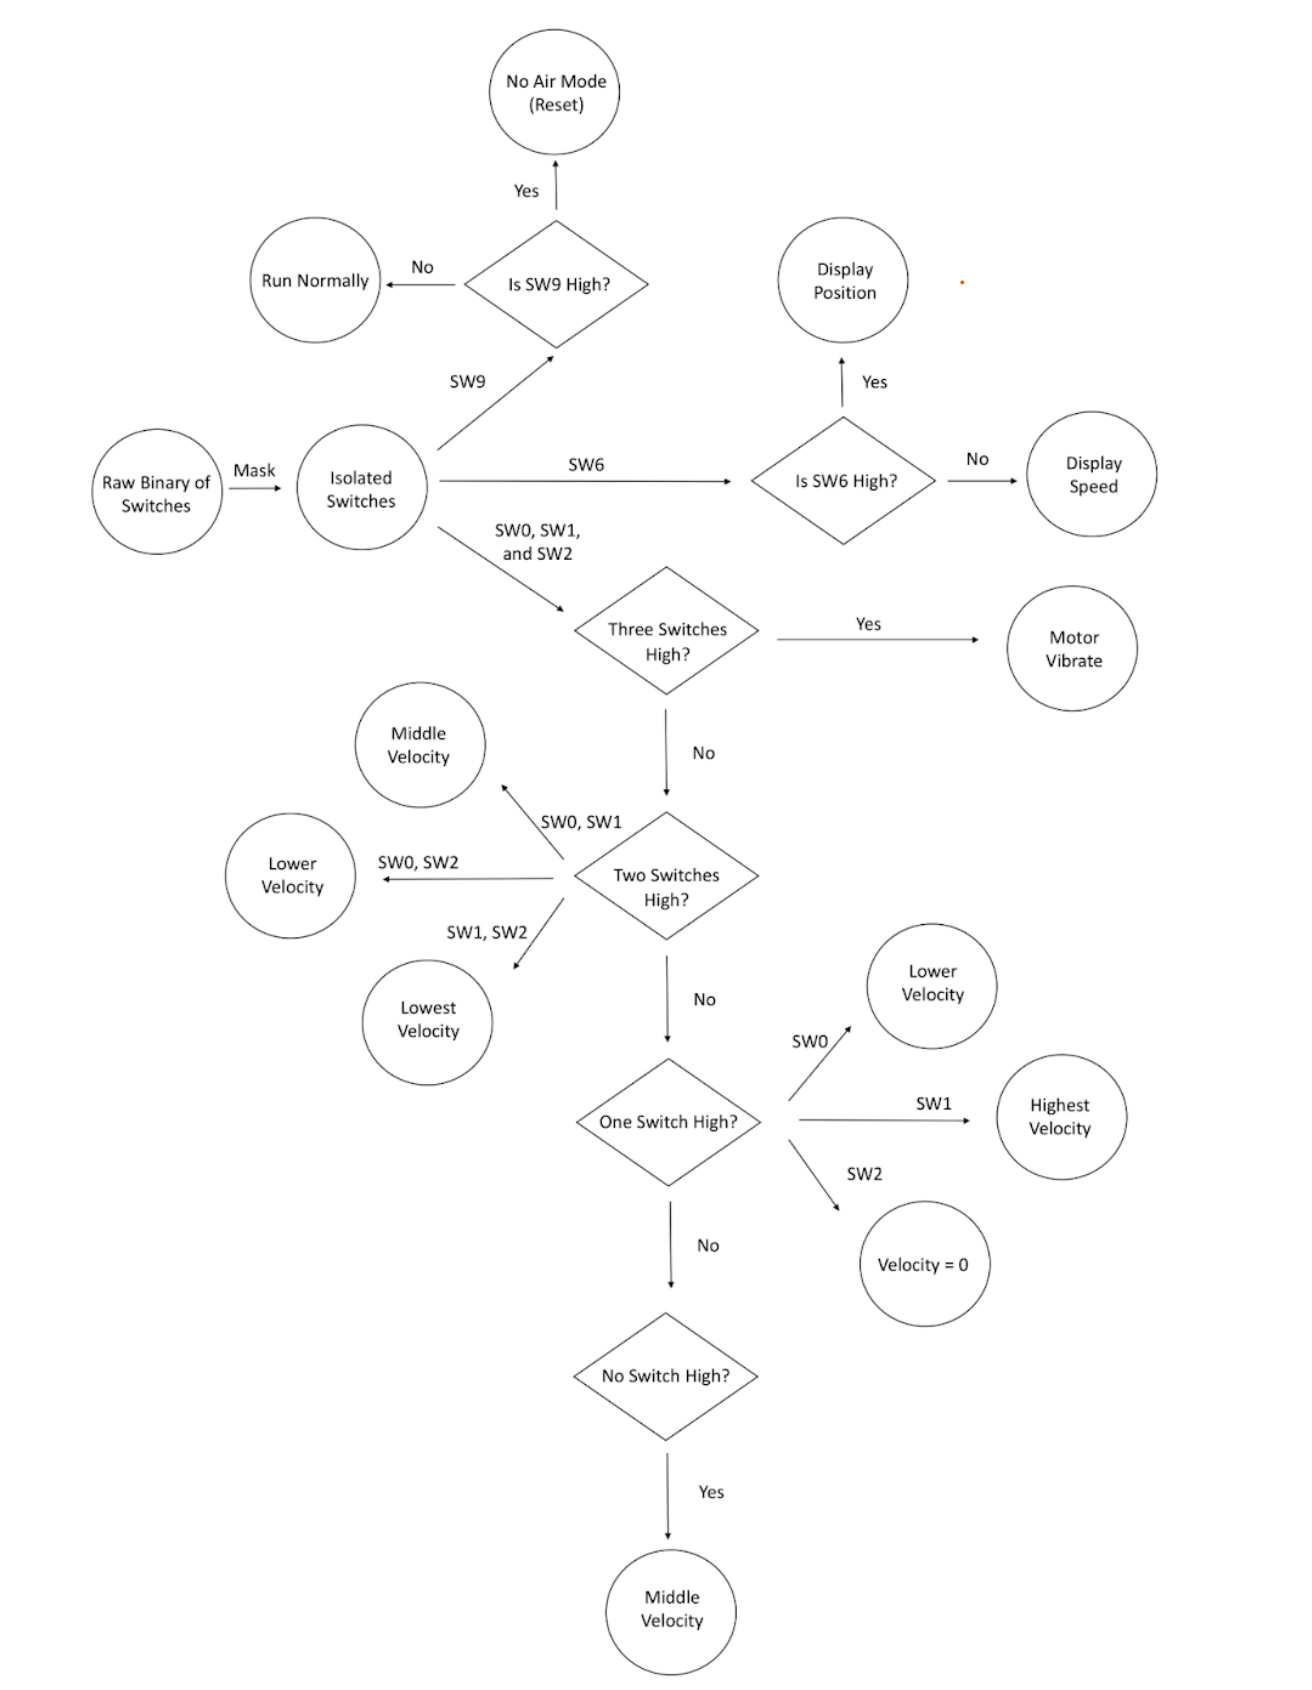 No Air Mode
(Reset)
Yes
Run Normally
No
Is SW9 High?
Display
Position
SW9
Yes
Raw Binary of
Switches
Mask
Isolated
Switches
SW6
Is SW6 High?
No
Display
Speed
SW0, SW1,
and SW2
Three Switches
High?
Yes
Motor
Vibrate
Middle
Velocity
No
SW0, SW1
Lower
Velocity
SW0, SW2
Two Switches
High?
SW1, SW2
Lowest
Velocity
No
Lower
Velocity
SW0
One Switch High?
SW1
Highest
Velocity
SW2
No
Velocity = 0
No Switch High?
Yes
Middle
Velocity